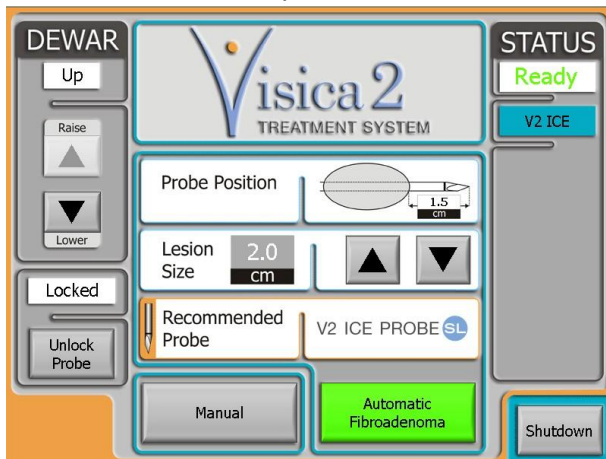 DEWAR
Up
Raise
Lower
Locked
Unlock
Probe
Visica 2
TREATMENT SYSTEM
Probe Position
1.5
cm
Lesion
Size
2.0
cm
Recommended
Probe
V2 ICE PROBE SL
Manual
Automatic
Fibroadenoma
STATUS
Ready
V2 ICE
Shutdown